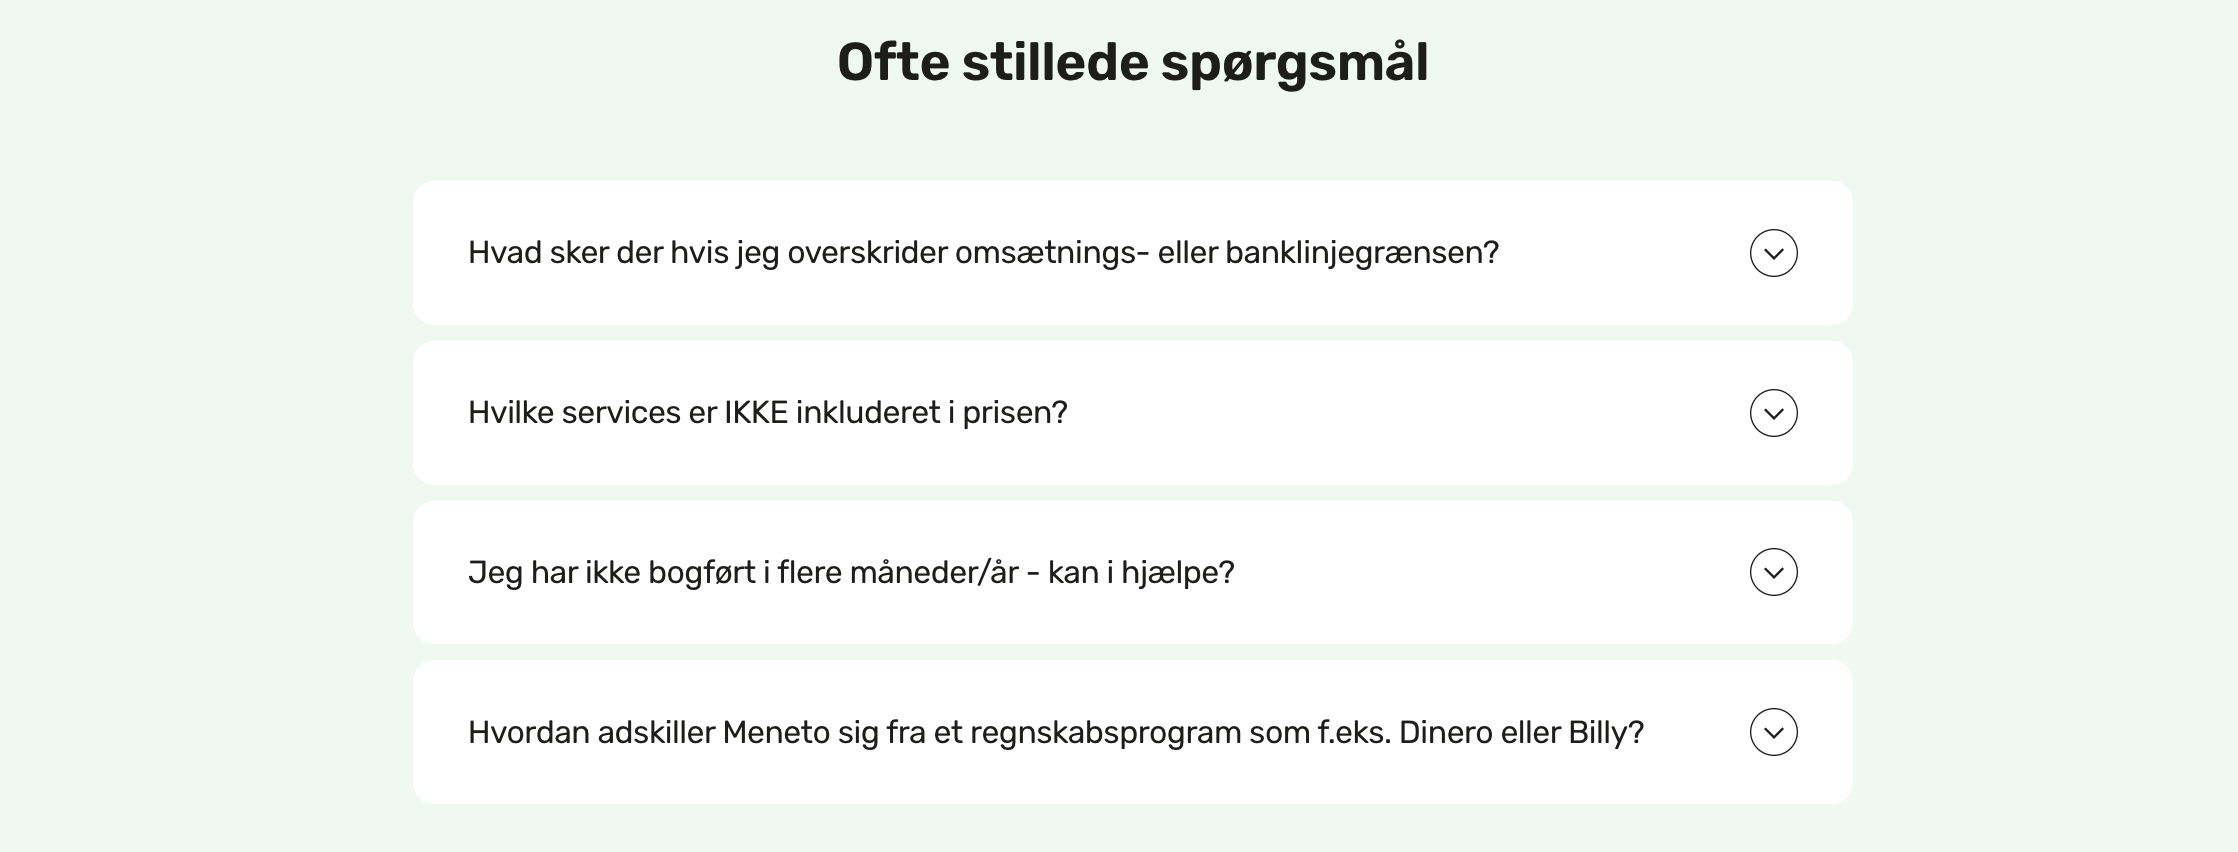 Ofte stillede spørgsmål
Hvad sker der hvis jeg overskrider omsætnings- eller banklinjegrænsen?
Hvilke services er IKKE inkluderet i prisen?
Jeg har ikke bogført i flere måneder/år - kan i hjælpe?
Hvordan adskiller Meneto sig fra et regnskabsprogram som f.eks. Dinero eller Billy?